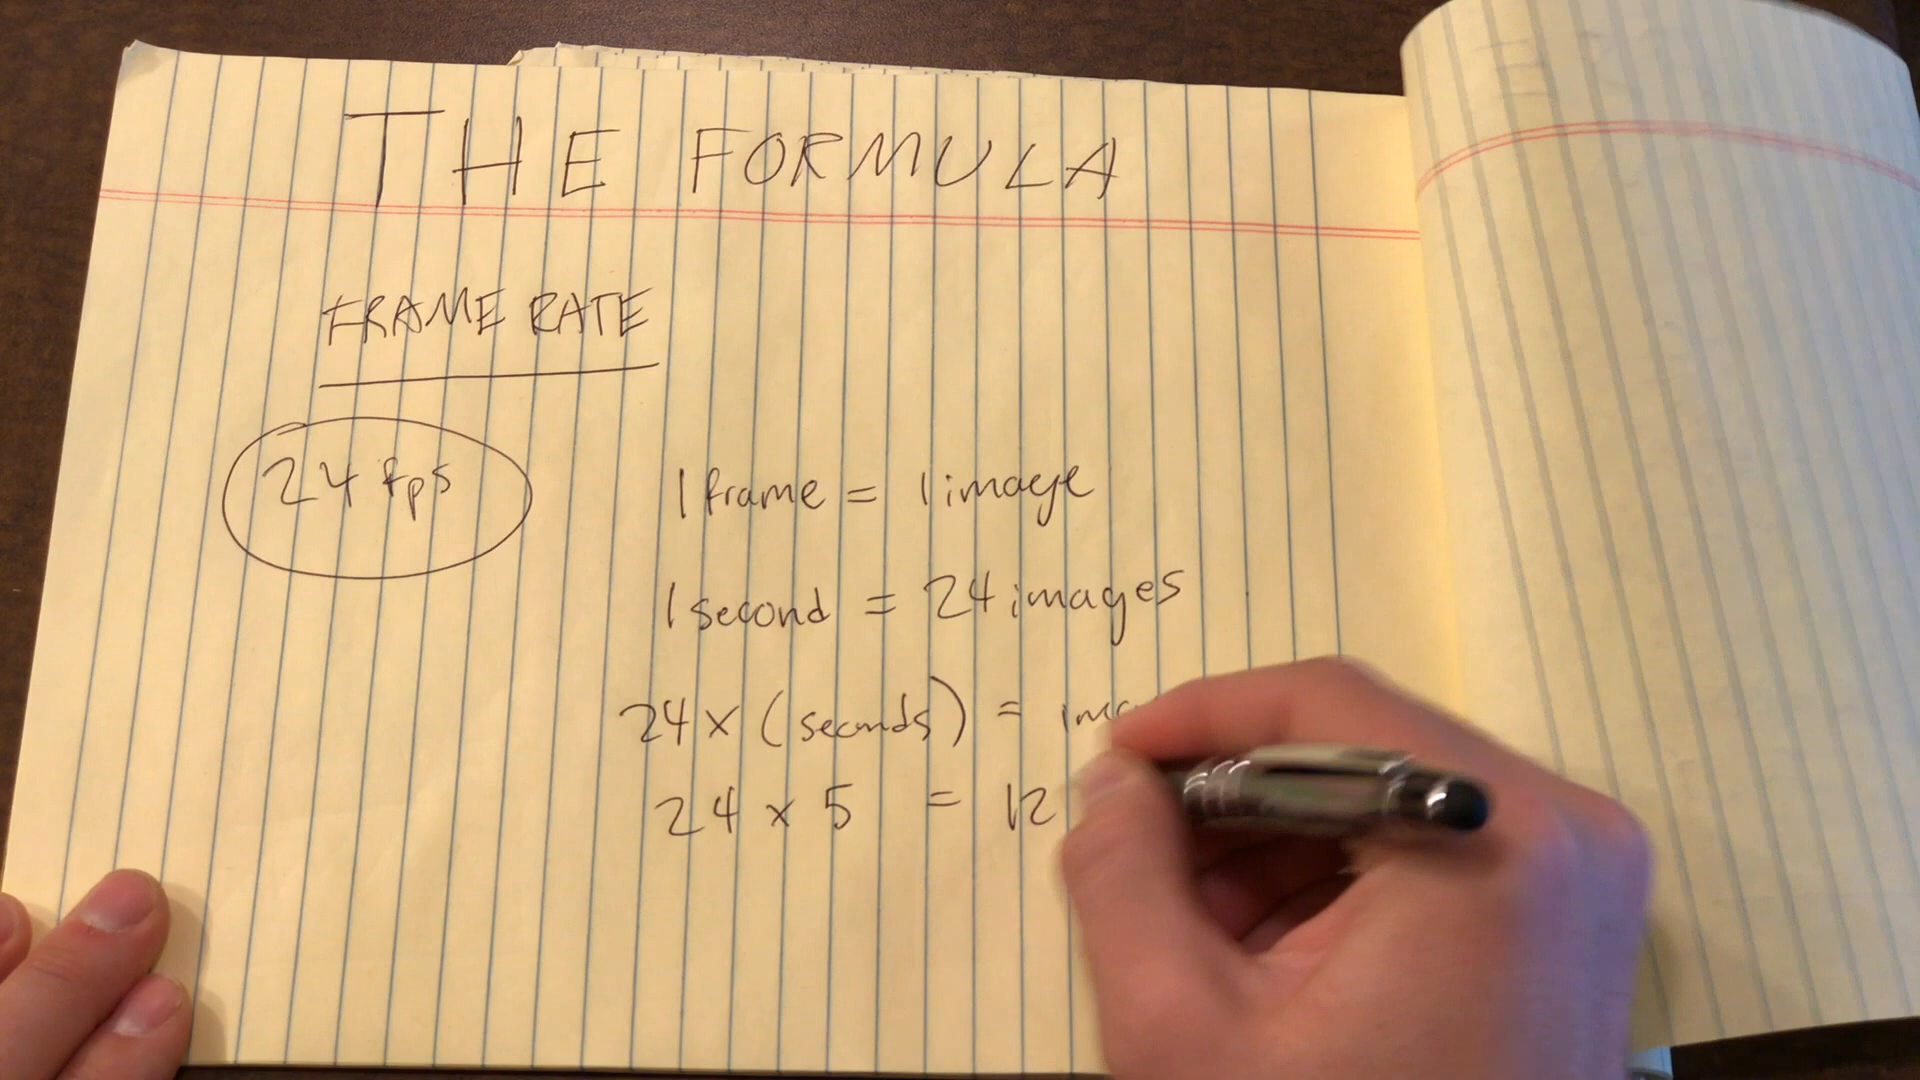 THE FORMULA
FRAME RATE
24 fps
1 frame = 1 image
1 second = 24 images
24 x (seconds) =
24 x 5 = 12